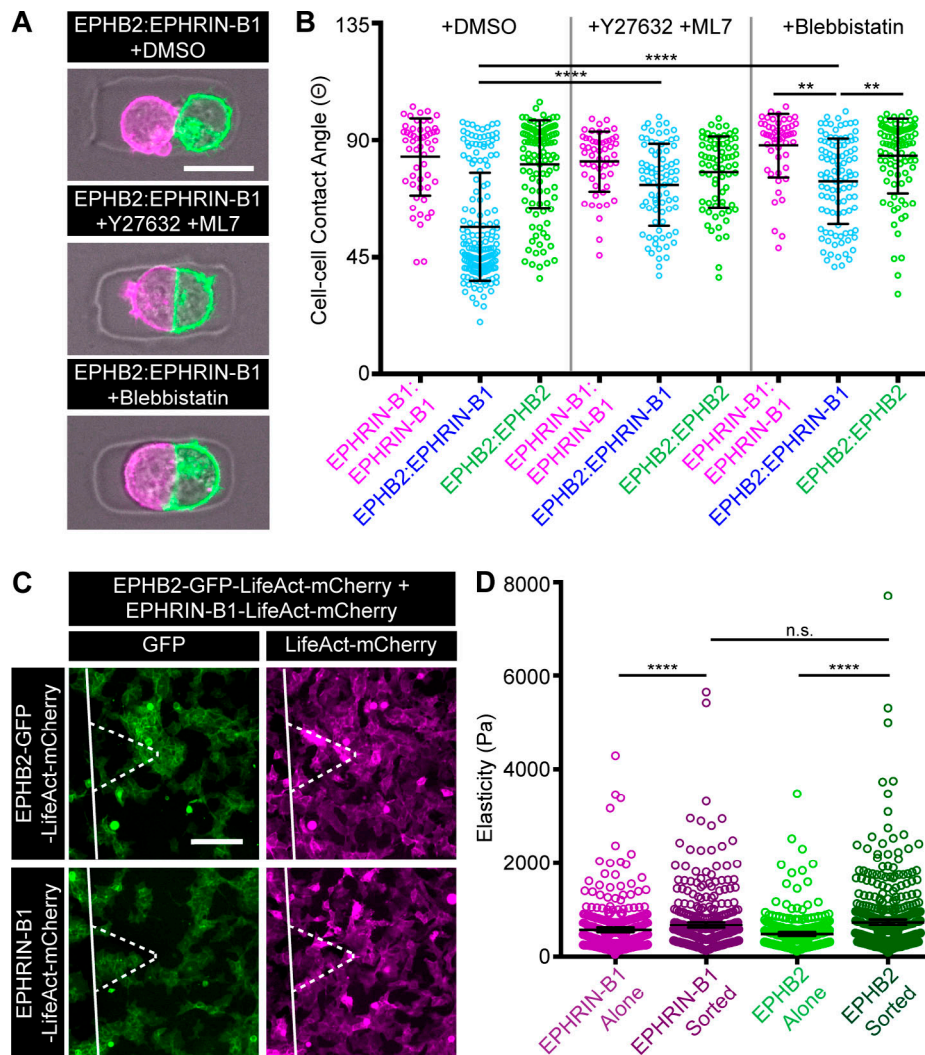 A
EPHB2:EPHRIN-B1
+DMSO
EPHB2:EPHRIN-B1
+Y27632 +ML7
EPHB2:EPHRIN-B1
+Blebbistatin
B
+DMSO
+Y27632 +ML7
+Blebbistatin
****
****
**
**
135
90
45
0
Cell-cell Contact Angle (Θ)
EPHRIN-B1:
EPHRIN-B1
EPHB2:EPHRIN-B1
EPHB2:EPHB2
EPHRIN-B1:
EPHRIN-B1
EPHB2:EPHRIN-B1
EPHB2:EPHB2
EPHRIN-B1:
EPHRIN-B1
EPHB2:EPHRIN-B1
EPHB2:EPHB2
C
EPHB2-GFP-LifeAct-mCherry +
EPHRIN-B1-LifeAct-mCherry
GFP
LifeAct-mCherry
EPHB2-GFP
-LifeAct-mCherry
EPHRIN-B1
-LifeAct-mCherry
D
8000
6000
4000
2000
0
Elasticity (Pa)
n.s.
****
****
EPHRIN-B1
Alone
EPHRIN-B1
Sorted
EPHB2
Alone
EPHB2
Sorted